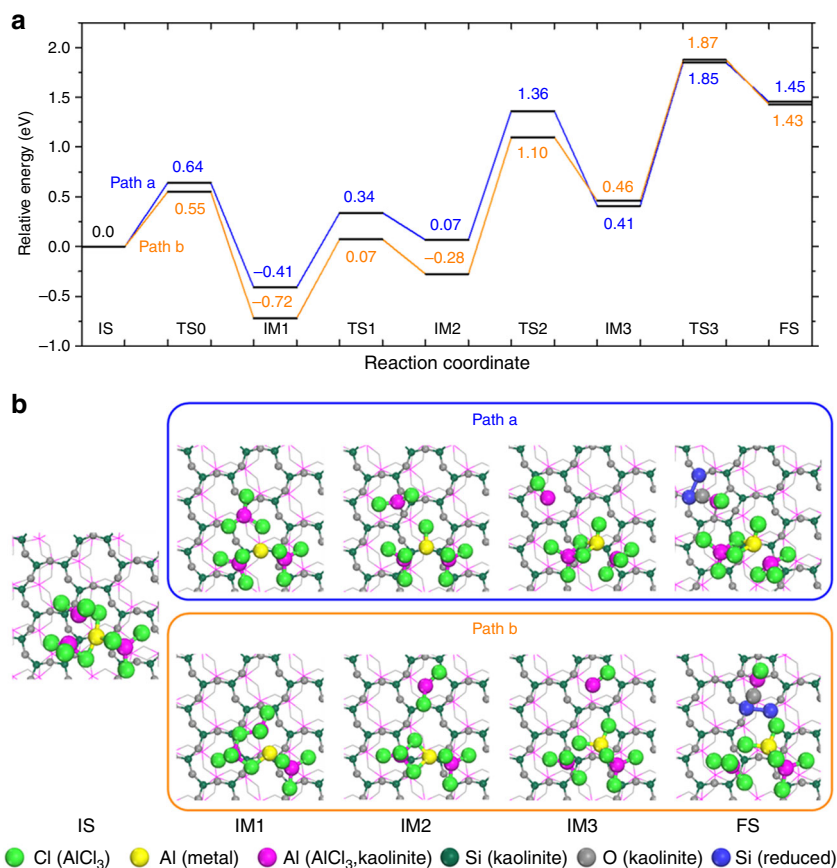 a
2.0
1.5
1.0
0.5
0.0
−0.5
−1.0
Relative energy (eV)
Path a
Path b
0.0
0.64
0.55
−0.41
−0.72
0.34
0.07
0.07
−0.28
1.36
1.10
0.46
0.41
1.87
1.85
1.45
1.43
IS TS0 IM1 TS1 IM2 TS2 IM3 TS3 FS
Reaction coordinate
b
Path a
Path b
IS IM1 IM2 IM3 FS
Cl (AlCl₃) Al (metal) Al (AlCl₃,kaolinite) Si (kaolinite) O (kaolinite) Si (reduced)